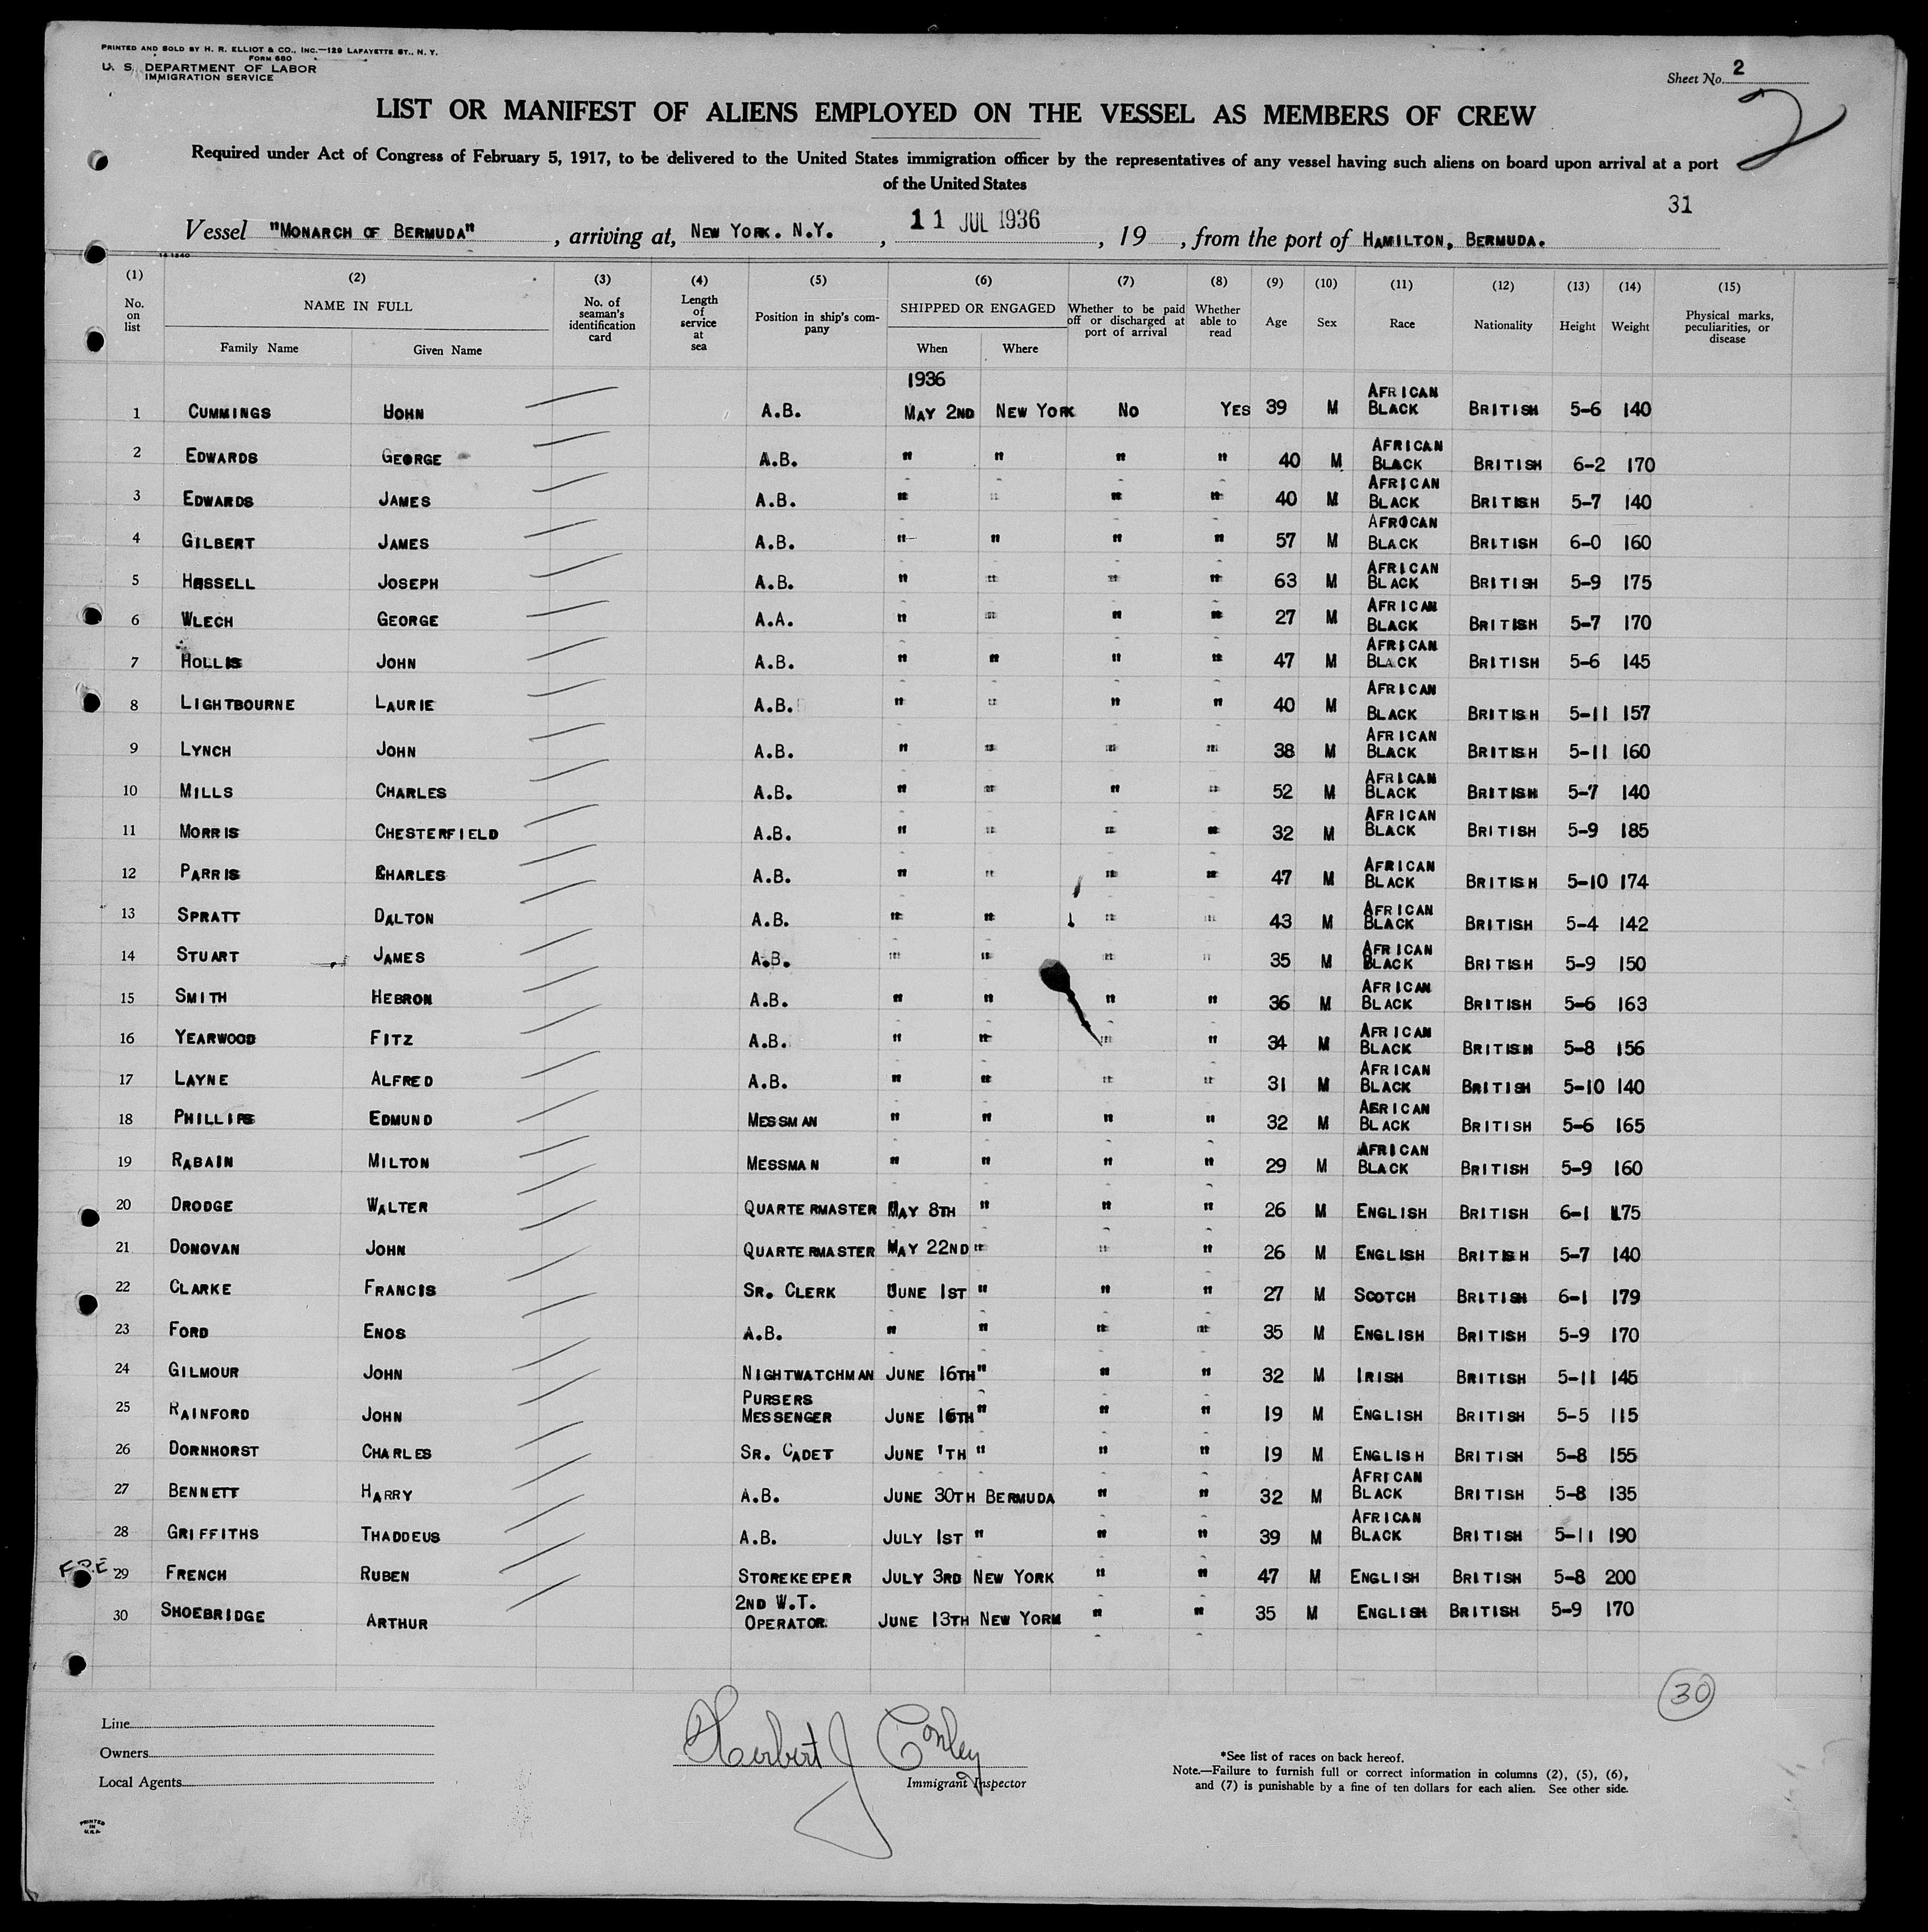 PRINTED AND SOLD BY H. R. ELLIOT & CO., INC.—129 LAFAYETTE ST., N. Y.
FORM 680
U. S. DEPARTMENT OF LABOR
IMMIGRATION SERVICE
Sheet No. 2
2
LIST OR MANIFEST OF ALIENS EMPLOYED ON THE VESSEL AS MEMBERS OF CREW
Required under Act of Congress of February 5, 1917, to be delivered to the United States immigration officer by the representatives of any vessel having such aliens on board upon arrival at a port
of the United States
31
Vessel "MONARCH OF BERMUDA", arriving at, NEW YORK. N.Y., 11 JUL 1936, 19, from the port of HAMILTON, BERMUDA.
14 1240
(1) No. on list (2) NAME IN FULL Family Name Given Name (3) No. of seaman's identification card (4) Length of service at sea (5) Position in ship's company (6) SHIPPED OR ENGAGED When Where (7) Whether to be paid off or discharged at port of arrival (8) Whether able to read (9) Age (10) Sex (11) Race (12) Nationality (13) Height (14) Weight (15) Physical marks, peculiarities, or disease
1936
1 CUMMINGS HOHN A.B. MAY 2ND NEW YORK NO YES 39 M AFRICAN BLACK BRITISH 5-6 140
2 EDWARDS GEORGE A.B. " " " " 40 M AFRICAN BLACK BRITISH 6-2 170
3 EDWARDS JAMES A.B. " " " " 40 M AFRICAN BLACK BRITISH 5-7 140
4 GILBERT JAMES A.B. " " " " 57 M AFROCAN BLACK BRITISH 6-0 160
5 HASSELL JOSEPH A.B. " " " " 63 M AFRICAN BLACK BRITISH 5-9 175
6 WLECH GEORGE A.A. " " " " 27 M AFRICAN BLACK BRITISH 5-7 170
7 HOLLIS JOHN A.B. " " " " 47 M AFRICAN BLACK BRITISH 5-6 145
8 LIGHTBOURNE LAURIE A.B. " " " " 40 M AFRICAN BLACK BRITISH 5-11 157
9 LYNCH JOHN A.B. " " " " 38 M AFRICAN BLACK BRITISH 5-11 160
10 MILLS CHARLES A.B. " " " " 52 M AFRICAN BLACK BRITISH 5-7 140
11 MORRIS CHESTERFIELD A.B. " " " " 32 M AFRICAN BLACK BRITISH 5-9 185
12 PARRIS CHARLES A.B. " " " " 47 M AFRICAN BLACK BRITISH 5-10 174
13 SPRATT DALTON A.B. " " " " 43 M AFRICAN BLACK BRITISH 5-4 142
14 STUART JAMES A.B. " " " " 35 M AFRICAN BLACK BRITISH 5-9 150
15 SMITH HEBRON A.B. " " " " 36 M AFRICAN BLACK BRITISH 5-6 163
16 YEARWOOD FITZ A.B. " " " " 34 M AFRICAN BLACK BRITISH 5-8 156
17 LAYNE ALFRED A.B. " " " " 31 M AFRICAN BLACK BRITISH 5-10 140
18 PHILLIPS EDMUND MESSMAN " " " " 32 M AFRICAN BLACK BRITISH 5-6 165
19 RABAIN MILTON MESSMAN " " " " 29 M AFRICAN BLACK BRITISH 5-9 160
20 DRODGE WALTER QUARTERMASTER MAY 8TH " " " 26 M ENGLISH BRITISH 6-1 175
21 DONOVAN JOHN QUARTERMASTER MAY 22ND " " " 26 M ENGLISH BRITISH 5-7 140
22 CLARKE FRANCIS SR. CLERK JUNE 1ST " " " 27 M SCOTCH BRITISH 6-1 179
23 FORD ENOS A.B. " " " " 35 M ENGLISH BRITISH 5-9 170
24 GILMOUR JOHN NIGHTWATCHMAN JUNE 16TH " " " 32 M IRISH BRITISH 5-11 145
25 RAINFORD JOHN PURSERS MESSENGER JUNE 16TH " " " 19 M ENGLISH BRITISH 5-5 115
26 DORNHORST CHARLES SR. CADET JUNE 'TH " " " 19 M ENGLISH BRITISH 5-8 155
27 BENNETT HARRY A.B. JUNE 30TH BERMUDA " " 32 M AFRICAN BLACK BRITISH 5-8 135
28 GRIFFITHS THADDEUS A.B. JULY 1ST " " " 39 M AFRICAN BLACK BRITISH 5-11 190
29 FRENCH RUBEN STOREKEEPER JULY 3RD NEW YORK " " 47 M ENGLISH BRITISH 5-8 200
30 SHOEBRIDGE ARTHUR 2ND W.T. OPERATOR JUNE 13TH NEW YORK " " 35 M ENGLISH BRITISH 5-9 170
30
Line
Owners
Local Agents
Herbert J Conley
Immigrant Inspector
*See list of races on back hereof.
Note.—Failure to furnish full or correct information in columns (2), (5), (6),
and (7) is punishable by a fine of ten dollars for each alien. See other side.
PRINTED
IN
U.S.A.